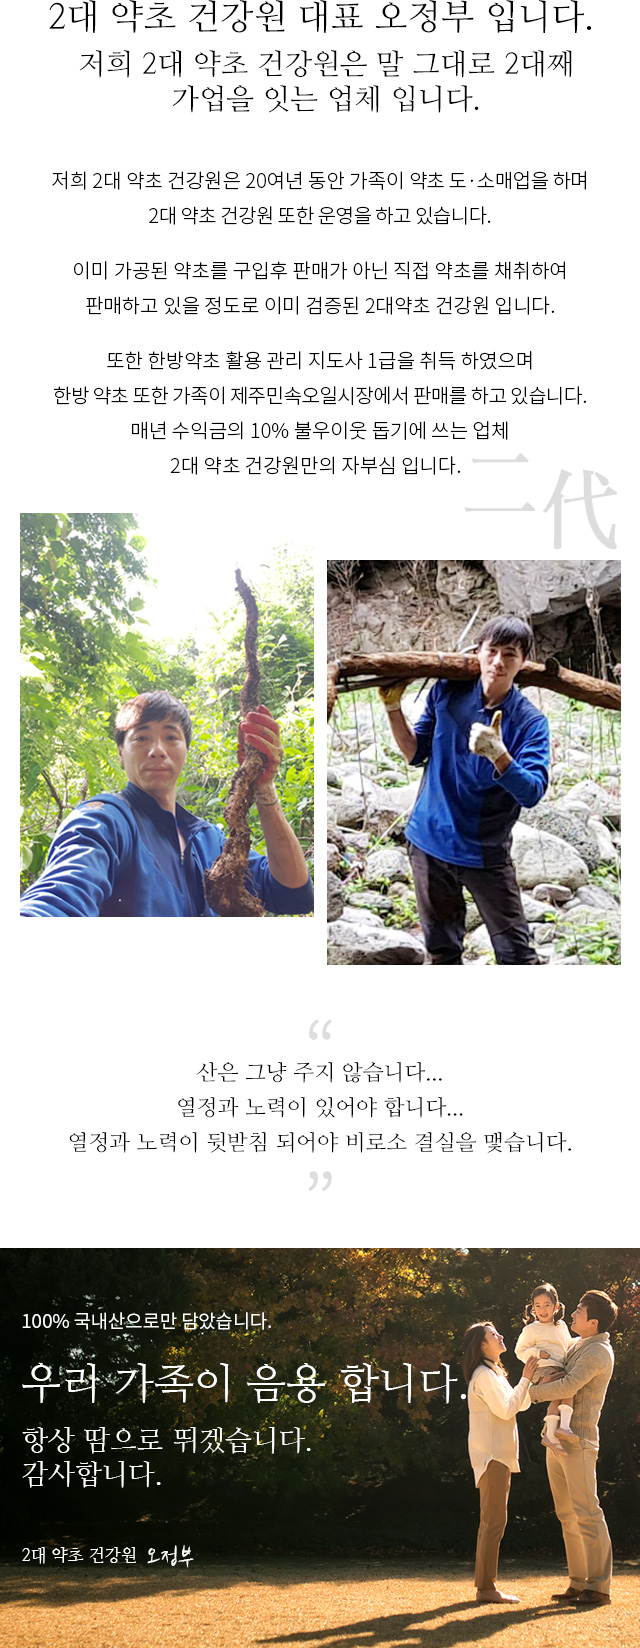 2대 약초 건강원 대표 오정부 입니다.
저희 2대 약초 건강원은 말 그대로 2대째
가업을 잇는 업체 입니다.
저희 2대 약초 건강원은 20여년 동안 가족이 약초 도·소매업을 하며
2대 약초 건강원 또한 운영을 하고 있습니다.
이미 가공된 약초를 구입후 판매가 아닌 직접 약초를 채취하여
판매하고 있을 정도로 이미 검증된 2대약초 건강원 입니다.
또한 한방약초 활용 관리 지도사 1급을 취득 하였으며
한방 약초 또한 가족이 제주민속오일시장에서 판매를 하고 있습니다.
매년 수익금의 10% 불우이웃 돕기에 쓰는 업체
2대 약초 건강원만의 자부심 입니다.
二代
“
산은 그냥 주지 않습니다...
열정과 노력이 있어야 합니다...
열정과 노력이 뒷받침 되어야 비로소 결실을 맺습니다.
”
100% 국내산으로만 담았습니다.
우리 가족이 음용 합니다.
항상 땀으로 뛰겠습니다.
감사합니다.
2대 약초 건강원 오정부